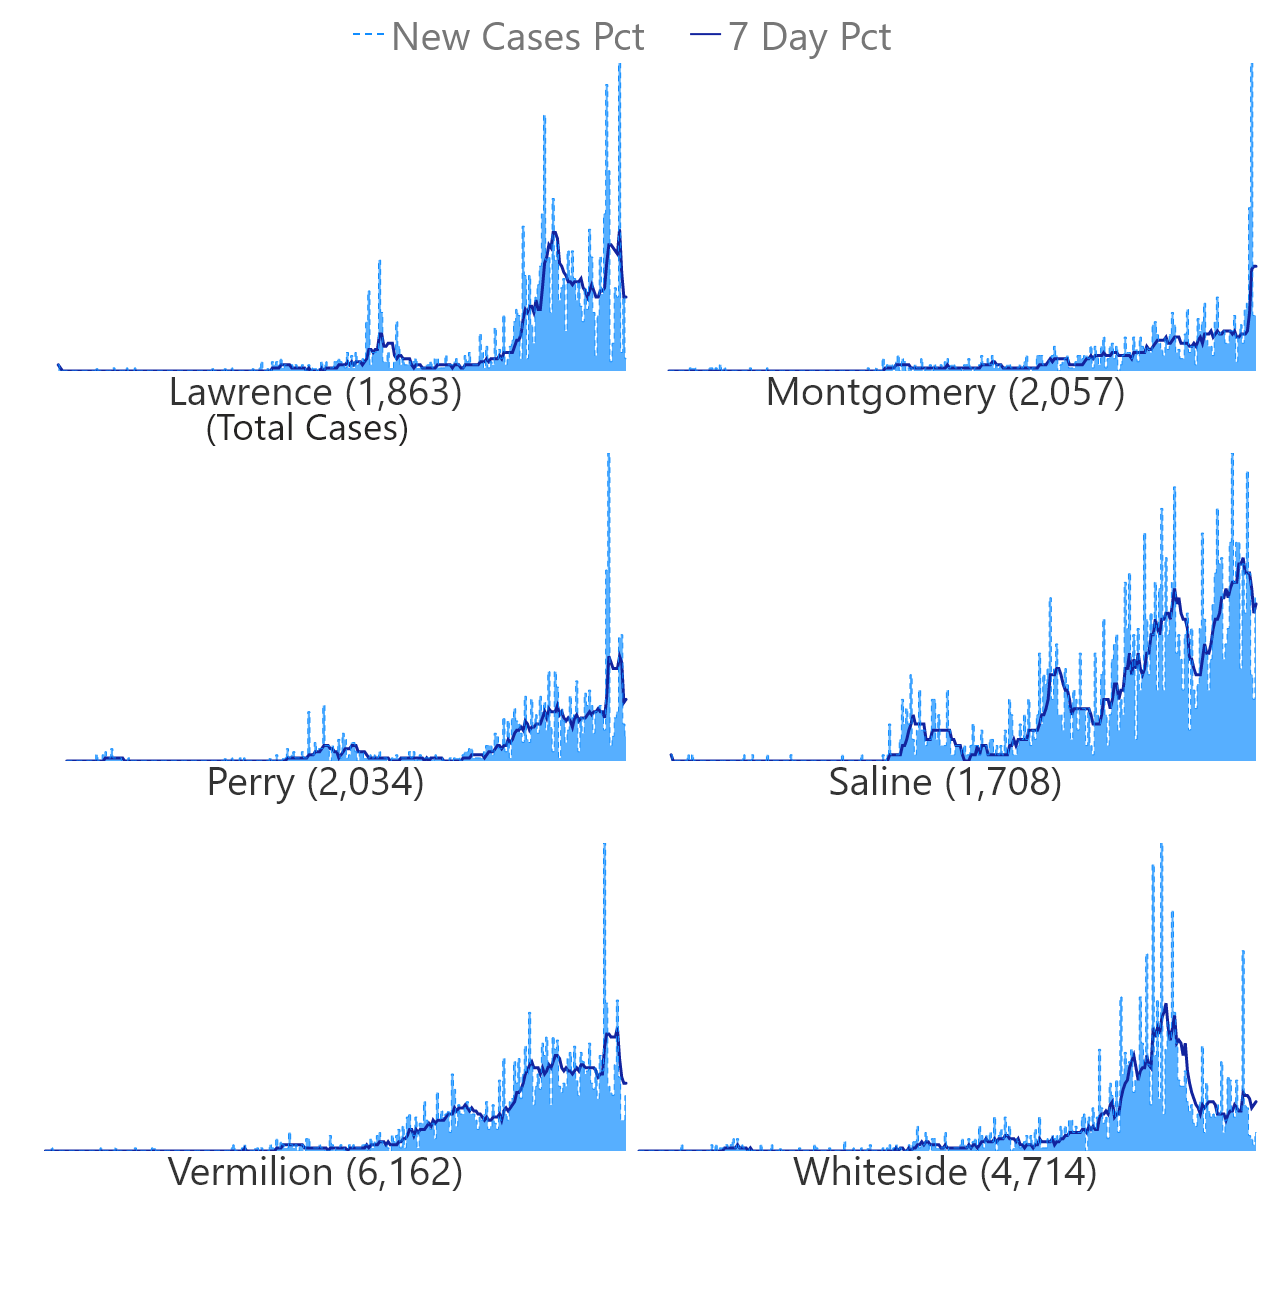 New Cases Pct 7 Day Pct
Lawrence (1,863) Montgomery (2,057)
(Total Cases)
Perry (2,034) Saline (1,708)
Vermilion (6,162) Whiteside (4,714)